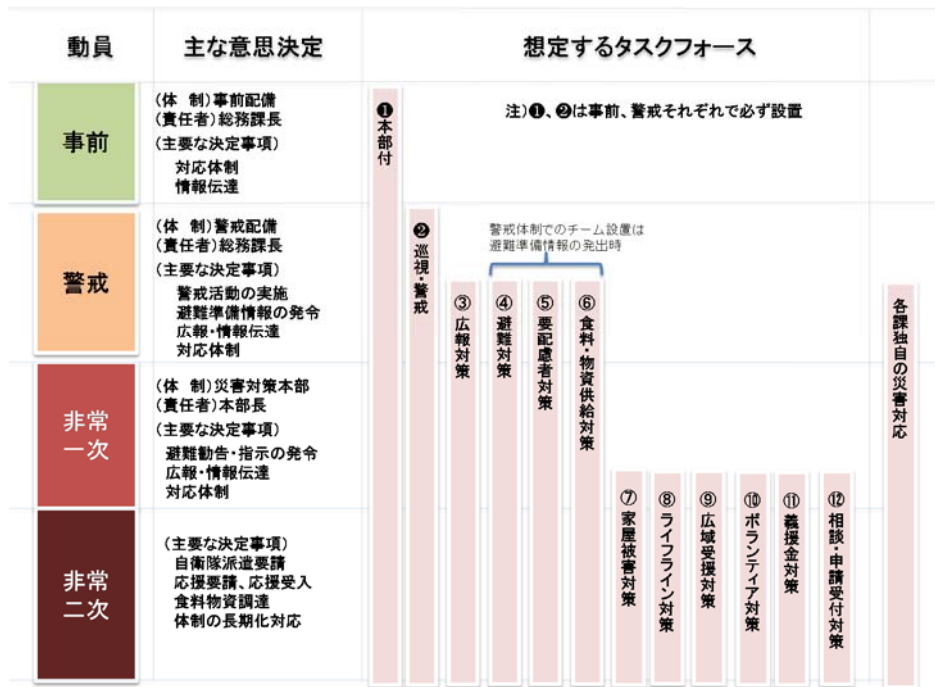 動員
主な意思決定
想定するタスクフォース
事前
(体 制)事前配備
(責任者)総務課長
(主要な決定事項)
対応体制
情報伝達
注)❶、❷は事前、警戒それぞれで必ず設置
警戒
(体 制)警戒配備
(責任者)総務課長
(主要な決定事項)
警戒活動の実施
避難準備情報の発令
広報・情報伝達
対応体制
警戒体制でのチーム設置は
避難準備情報の発出時
非常
一次
(体 制)災害対策本部
(責任者)本部長
(主要な決定事項)
避難勧告・指示の発令
広報・情報伝達
対応体制
非常
二次
(主要な決定事項)
自衛隊派遣要請
応援要請、応援受入
食料物資調達
体制の長期化対応
❶本部付
❷巡視・警戒
③広報対策
④避難対策
⑤要配慮者対策
⑥食料・物資供給対策
⑦家屋被害対策
⑧ライフライン対策
⑨広域受援対策
⑩ボランティア対策
⑪義援金対策
⑫相談・申請受付対策
各課独自の災害対応